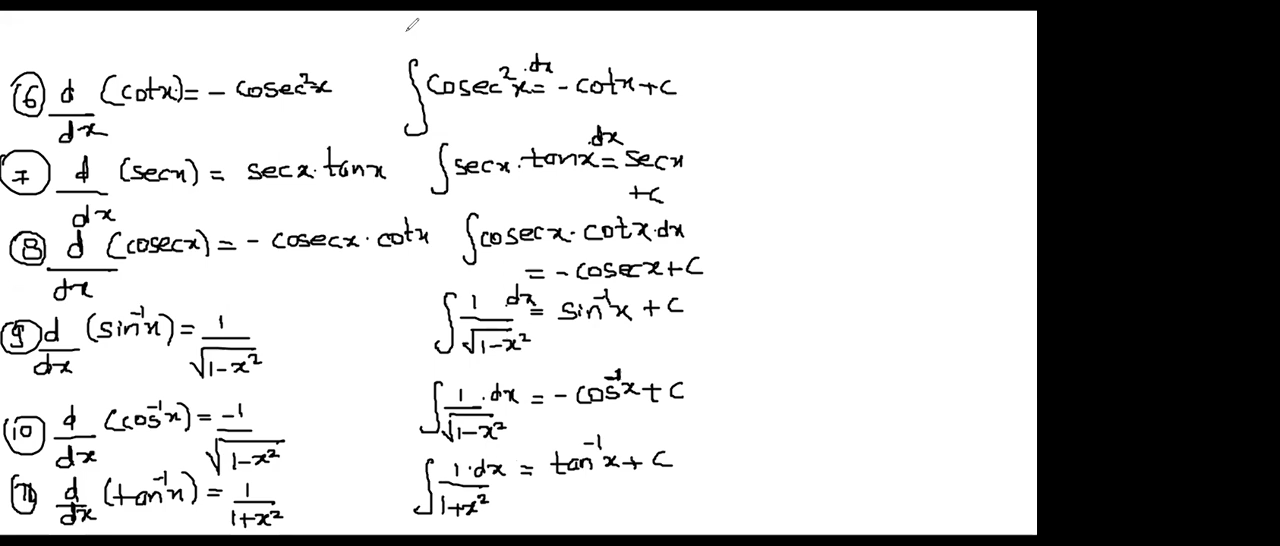 (6) d/dx (cotx) = - cosec²x ∫cosec²x.dx = - cotx + c
(7) d/dx (secx) = secx.tanx ∫secx.tanx.dx = secx + c
(8) d/dx (cosecx) = - cosecx.cotx ∫cosecx.cotx.dx
= - cosecx + c
(9) d/dx (sin⁻¹x) = 1/√(1-x²) ∫1/√(1-x²) .dx = sin⁻¹x + c
(10) d/dx (cos⁻¹x) = -1/√(1-x²) ∫1/√(1-x²) .dx = - cos⁻¹x + c
(11) d/dx (tan⁻¹x) = 1/(1+x²) ∫1.dx/(1+x²) = tan⁻¹x + c